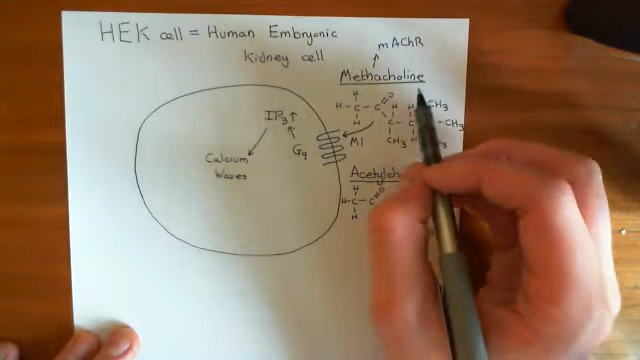 HEK cell = Human Embryonic
Kidney cell
mAChR
Methacholine
H O
H-C-C H H CH3
H C-C -CH3
CH3 H
IP3↑
Gq
M1
Calcium
Waves
H O
H-C-C
H